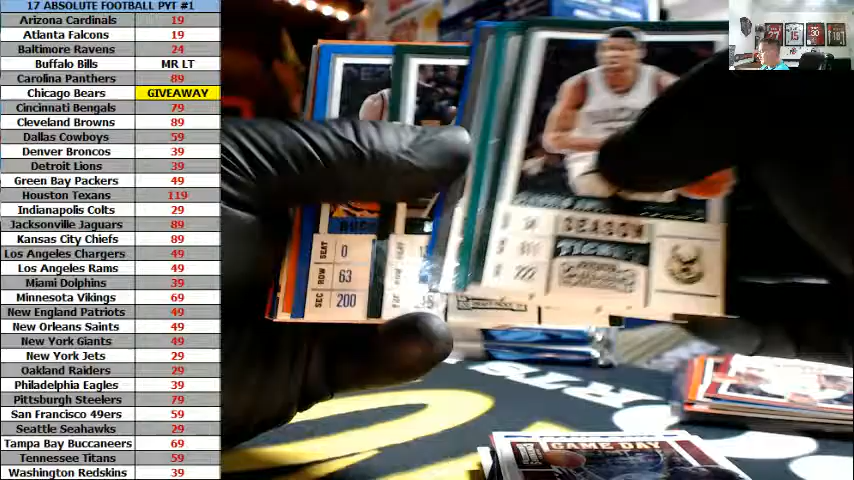 17 ABSOLUTE FOOTBALL PYT #1
Arizona Cardinals 19
Atlanta Falcons 19
Baltimore Ravens 24
Buffalo Bills MR LT
Carolina Panthers 89
Chicago Bears GIVEAWAY
Cincinnati Bengals 79
Cleveland Browns 89
Dallas Cowboys 59
Denver Broncos 39
Detroit Lions 39
Green Bay Packers 49
Houston Texans 119
Indianapolis Colts 29
Jacksonville Jaguars 89
Kansas City Chiefs 89
Los Angeles Chargers 49
Los Angeles Rams 49
Miami Dolphins 39
Minnesota Vikings 69
New England Patriots 49
New Orleans Saints 49
New York Giants 49
New York Jets 29
Oakland Raiders 29
Philadelphia Eagles 39
Pittsburgh Steelers 79
San Francisco 49ers 59
Seattle Seahawks 29
Tampa Bay Buccaneers 69
Tennessee Titans 59
Washington Redskins 39
SEASON
TICKET
SEAT 0
ROW 63
SEC 200
GAME DAY